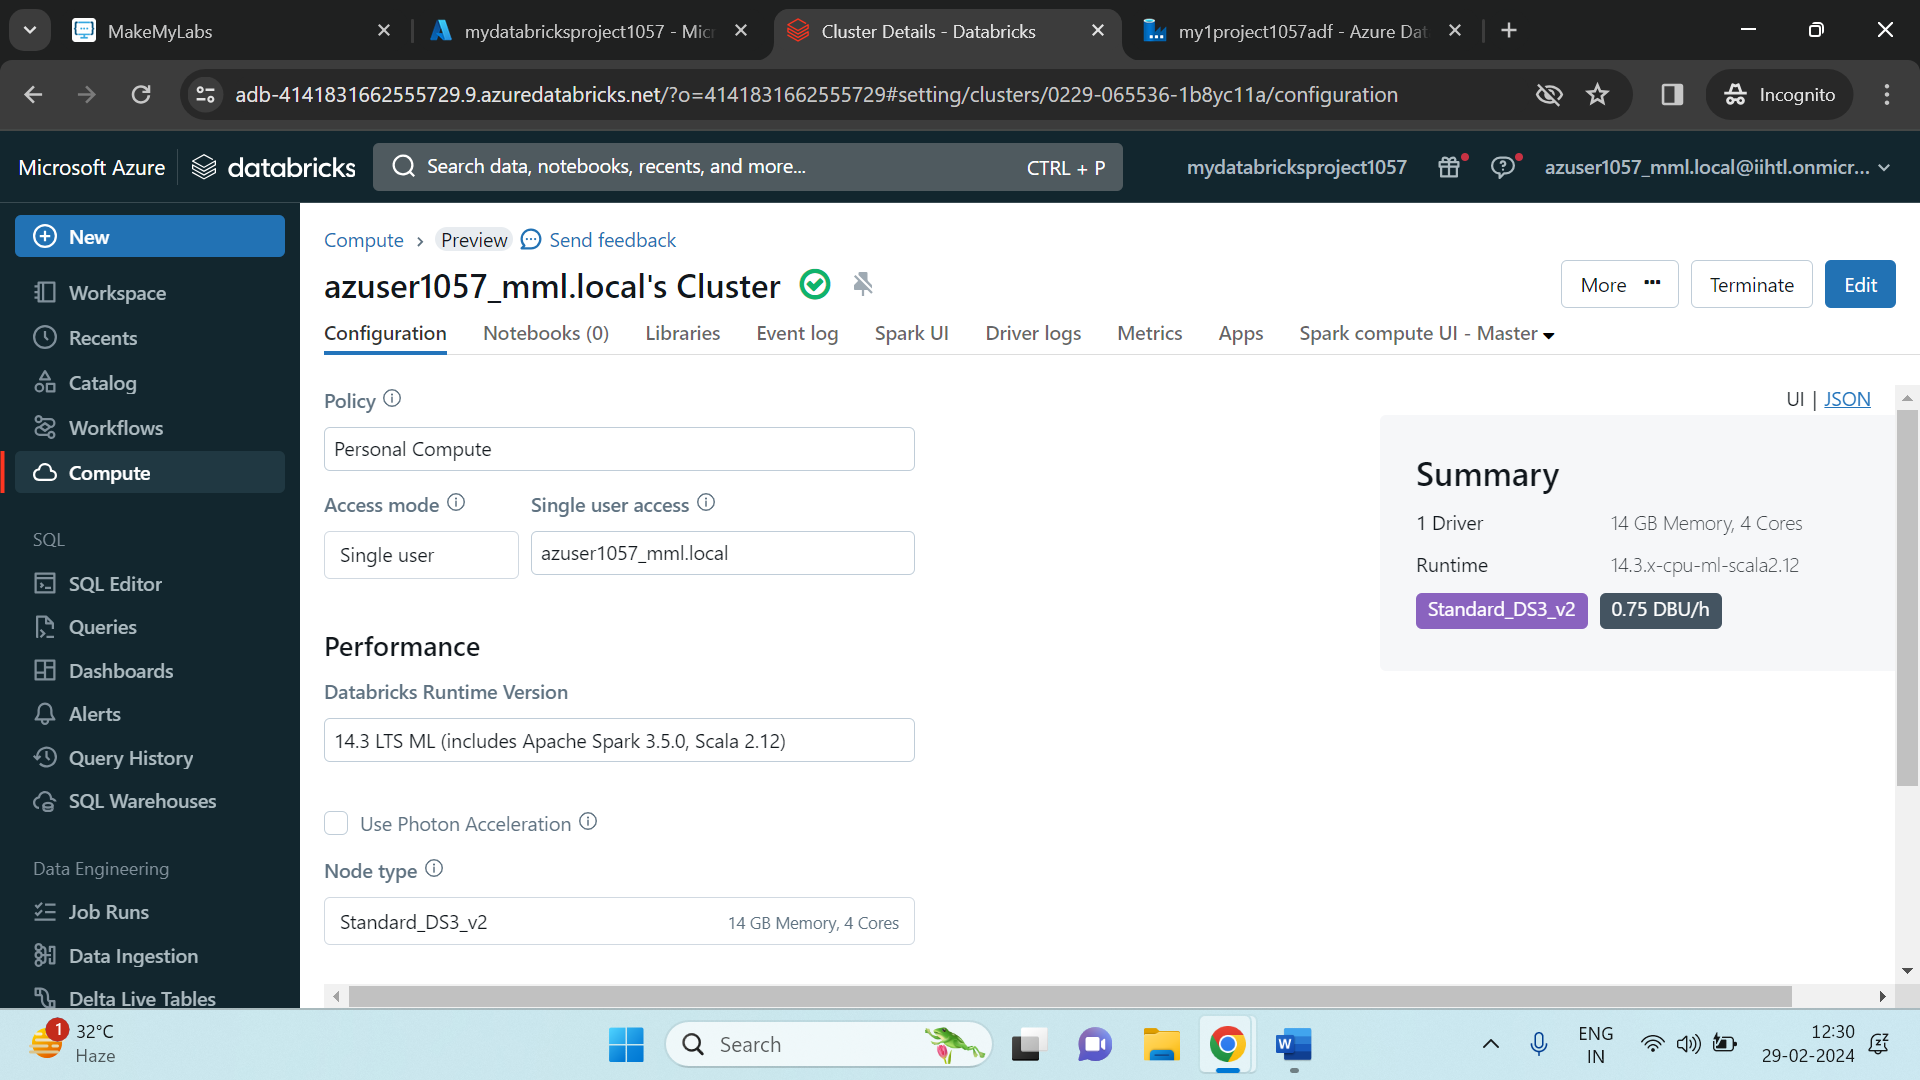 MakeMyLabs
mydatabricksproject1057 - Mic
Cluster Details - Databricks
my1project1057adf - Azure Dat
adb-4141831662555729.9.azuredatabricks.net/?o=4141831662555729#setting/clusters/0229-065536-1b8yc11a/configuration
Incognito
Microsoft Azure
databricks
Search data, notebooks, recents, and more...
CTRL + P
mydatabricksproject1057
azuser1057_mml.local@iihtl.onmicr...
New
Workspace
Recents
Catalog
Workflows
Compute
SQL
SQL Editor
Queries
Dashboards
Alerts
Query History
SQL Warehouses
Data Engineering
Job Runs
Data Ingestion
Delta Live Tables
Compute › Preview Send feedback
azuser1057_mml.local's Cluster
More ···
Terminate
Edit
Configuration
Notebooks (0)
Libraries
Event log
Spark UI
Driver logs
Metrics
Apps
Spark compute UI - Master
UI | JSON
Policy
Personal Compute
Access mode
Single user access
Single user
azuser1057_mml.local
Performance
Databricks Runtime Version
14.3 LTS ML (includes Apache Spark 3.5.0, Scala 2.12)
Use Photon Acceleration
Node type
Standard_DS3_v2
14 GB Memory, 4 Cores
Summary
1 Driver
14 GB Memory, 4 Cores
Runtime
14.3.x-cpu-ml-scala2.12
Standard_DS3_v2
0.75 DBU/h
1
32°C
Haze
Search
W
ENG
IN
12:30
29-02-2024